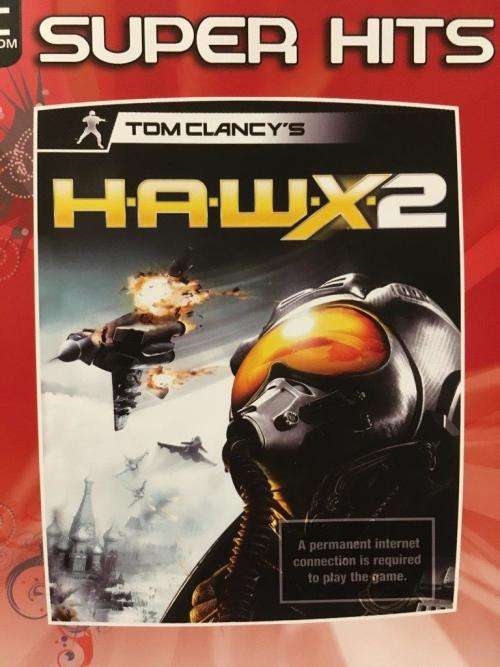 SUPER HITS
TOM CLANCY'S
H·A·W·X·2
A permanent internet
connection is required
to play the game.